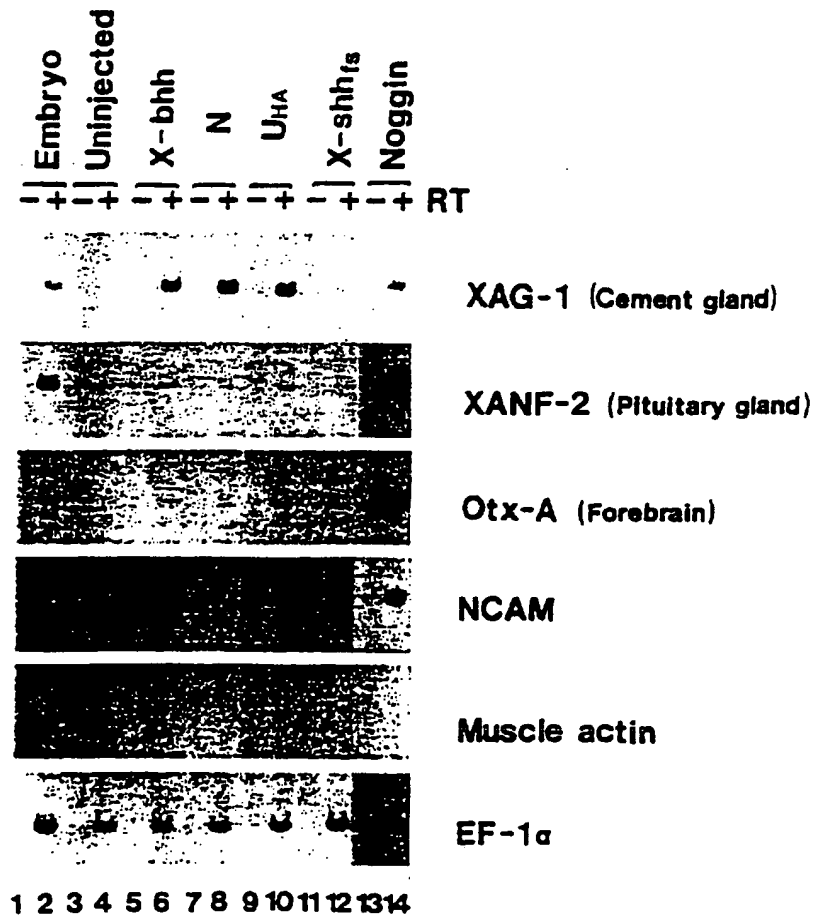 Embryo
Uninjected
X-bhh
N
UHA
X-shhfs
Noggin
- + - + - + - + - + - + - + RT
XAG-1 (Cement gland)
XANF-2 (Pituitary gland)
Otx-A (Forebrain)
NCAM
Muscle actin
EF-1α
1 2 3 4 5 6 7 8 9 10 11 12 13 14